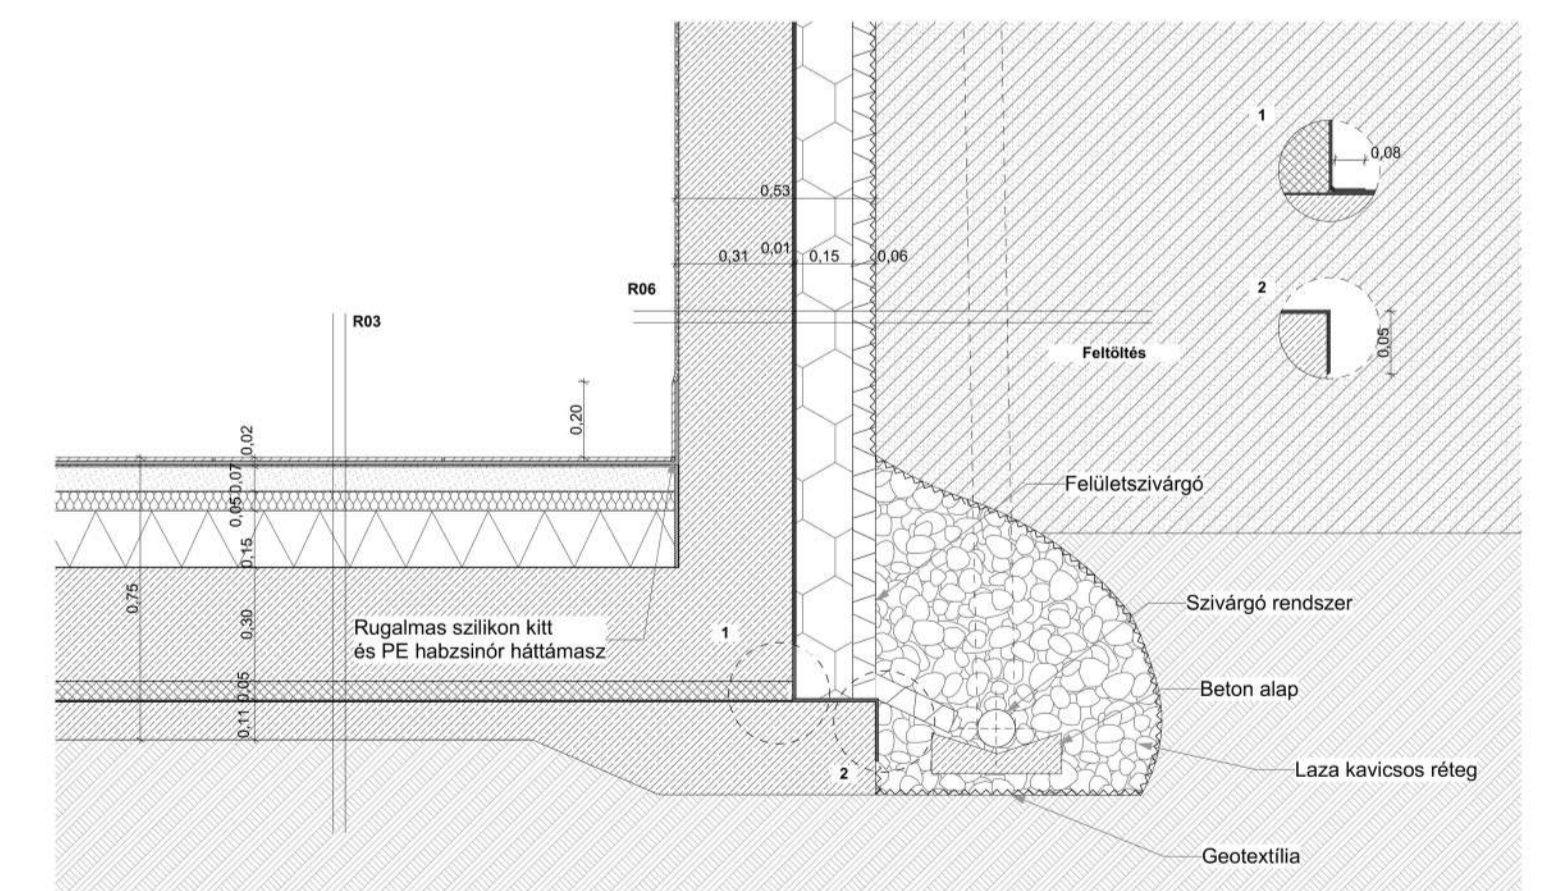 1
0,08
0,53
0,31
0,01
0,15
0,06
R06
2
R03
0,05
Feltöltés
0,20
0,02
0,07
0,05
0,15
0,75
0,30
0,05
0,11
Felületszivárgó
Szivárgó rendszer
Rugalmas szilikon kitt
és PE habzsinór háttámasz
1
Beton alap
2
Laza kavicsos réteg
Geotextília